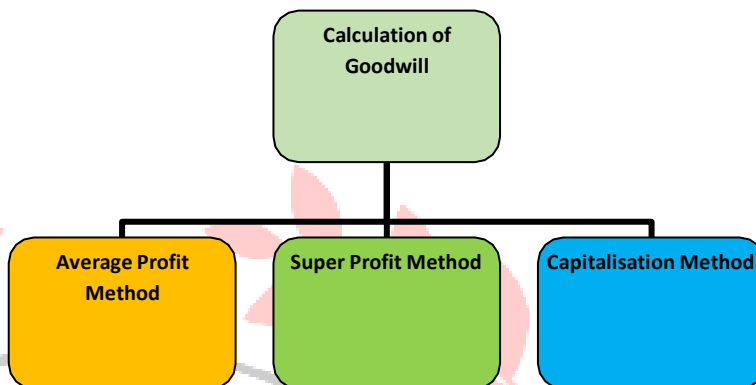 Calculation of
Goodwill
Average Profit
Method
Super Profit Method
Capitalisation Method